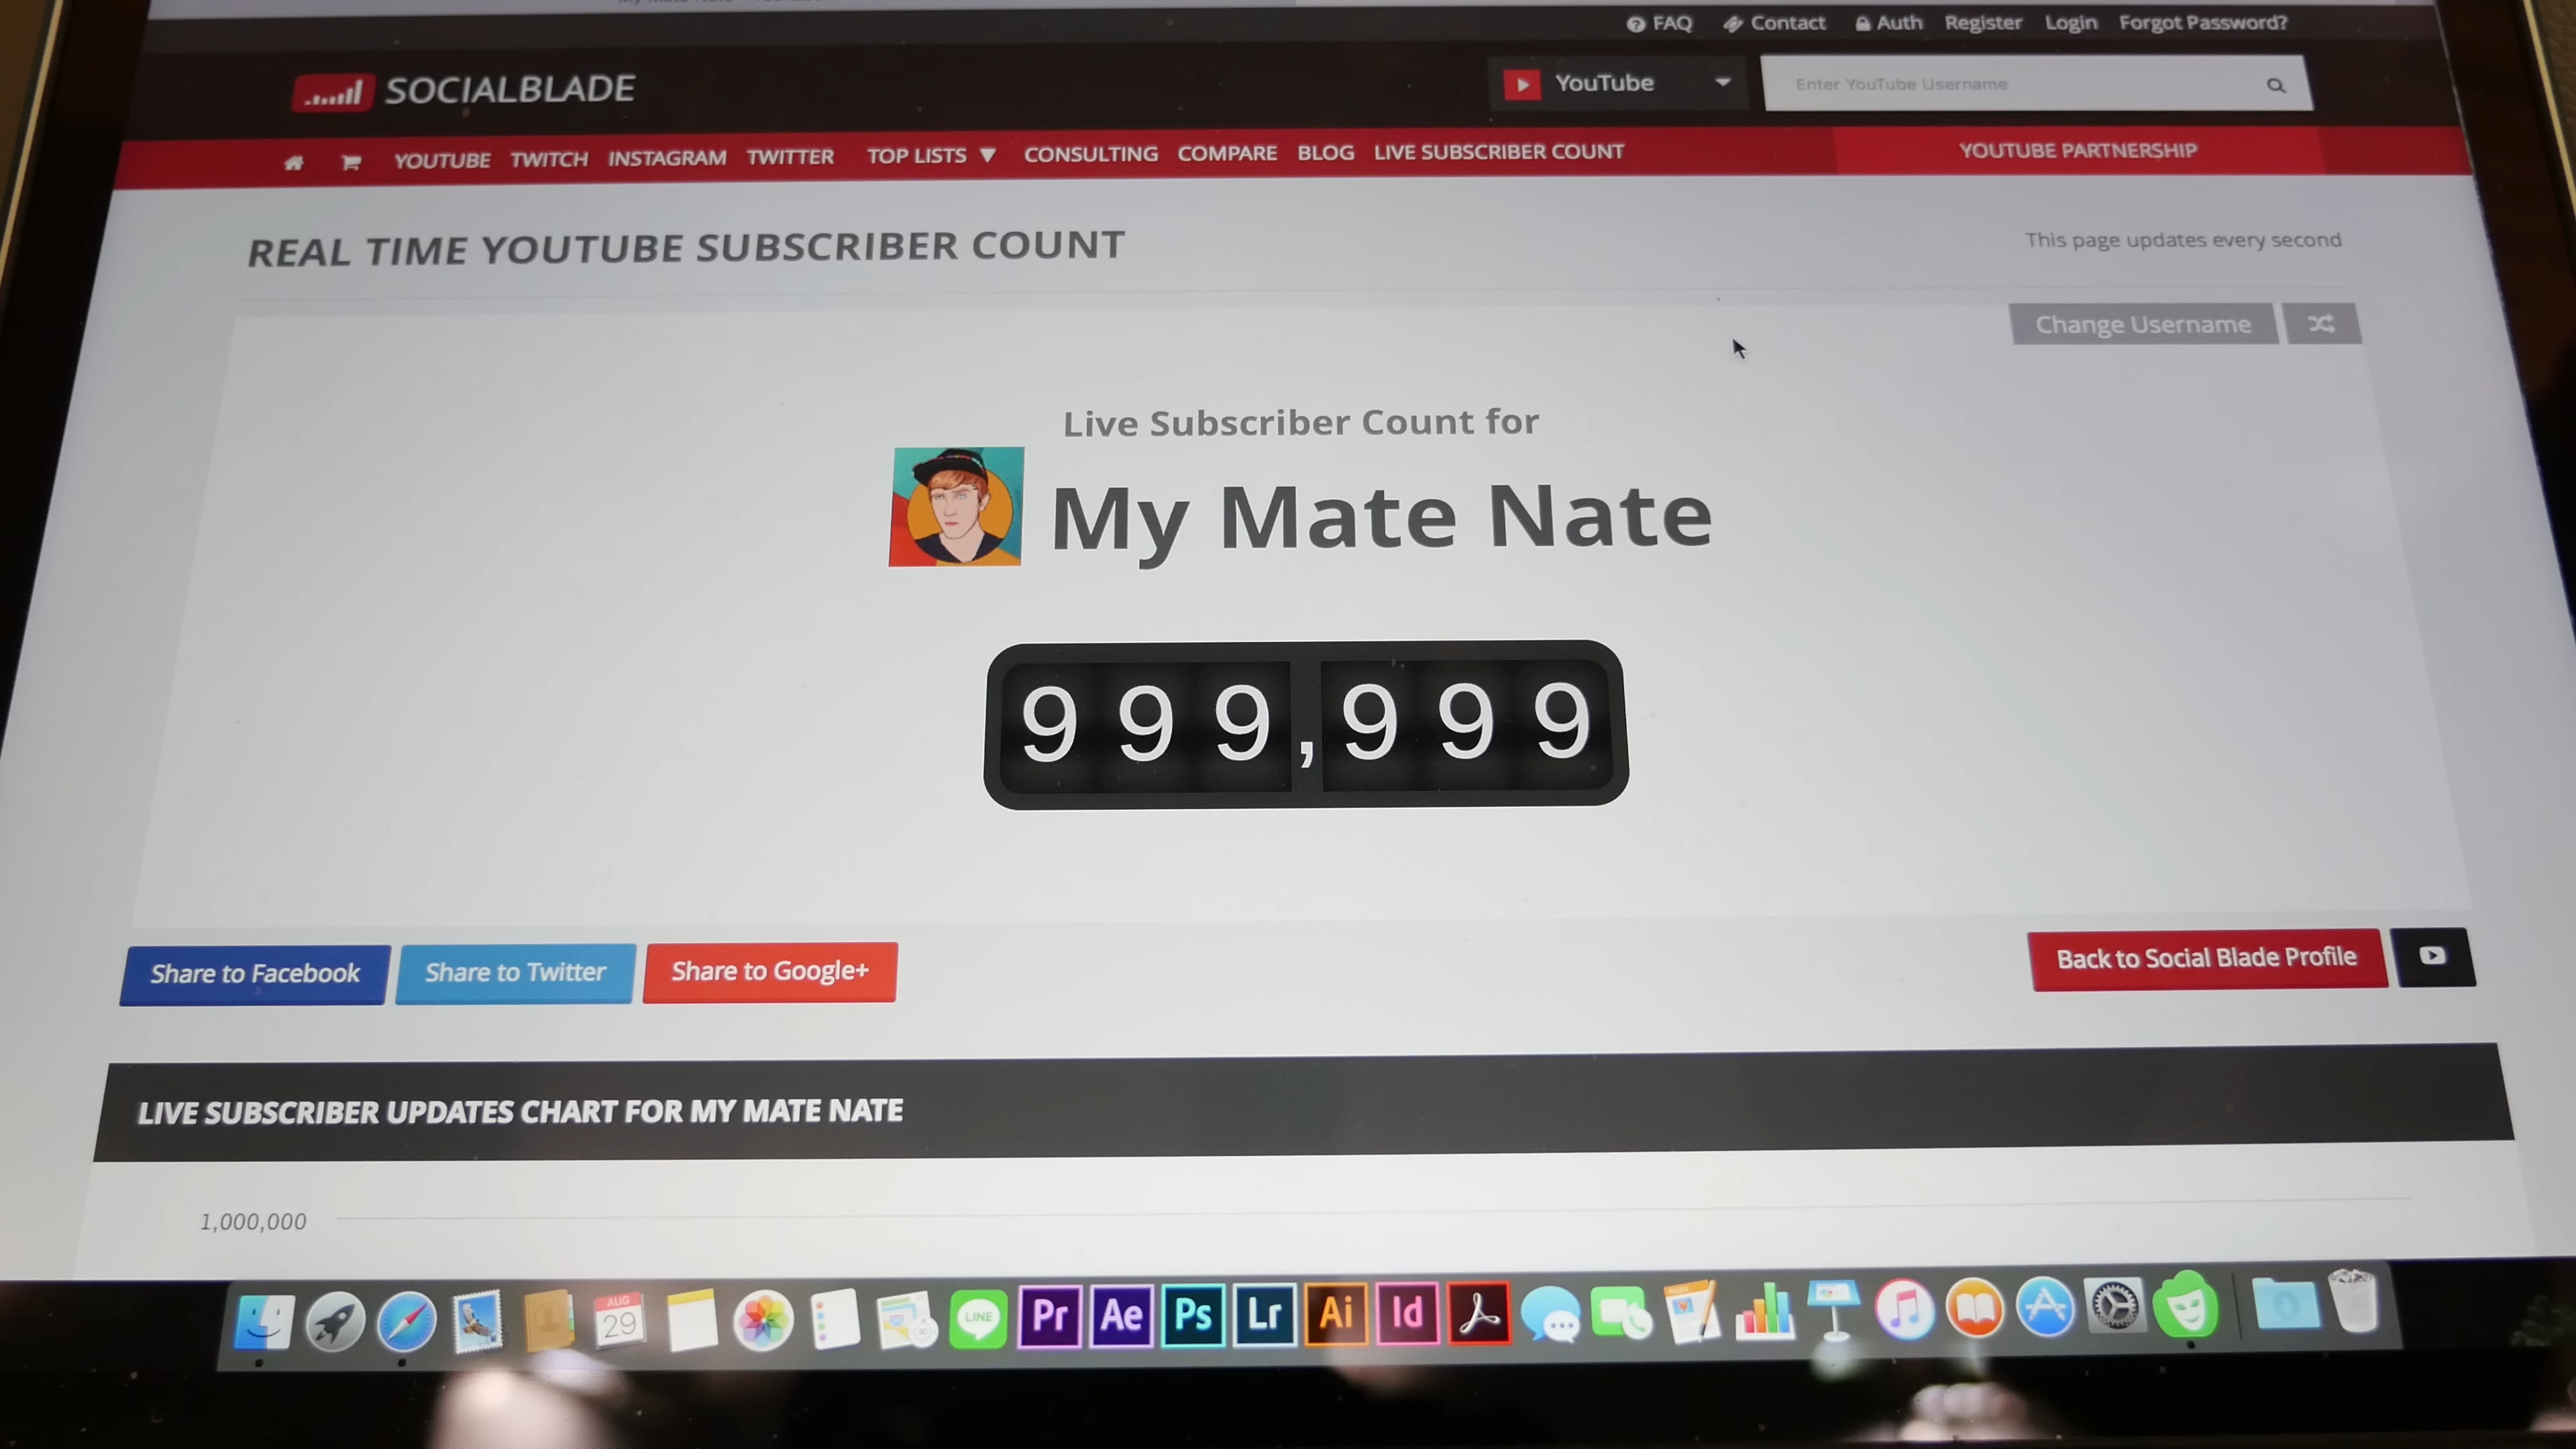 FAQ Contact Auth Register Login Forgot Password?
SOCIALBLADE YouTube Enter YouTube Username
YOUTUBE TWITCH INSTAGRAM TWITTER TOP LISTS ▼ CONSULTING COMPARE BLOG LIVE SUBSCRIBER COUNT YOUTUBE PARTNERSHIP
REAL TIME YOUTUBE SUBSCRIBER COUNT This page updates every second
Change Username
Live Subscriber Count for
My Mate Nate
999,999
Share to Facebook Share to Twitter Share to Google+ Back to Social Blade Profile
LIVE SUBSCRIBER UPDATES CHART FOR MY MATE NATE
1,000,000
AUG
29 LINE Pr Ae Ps Lr Ai Id